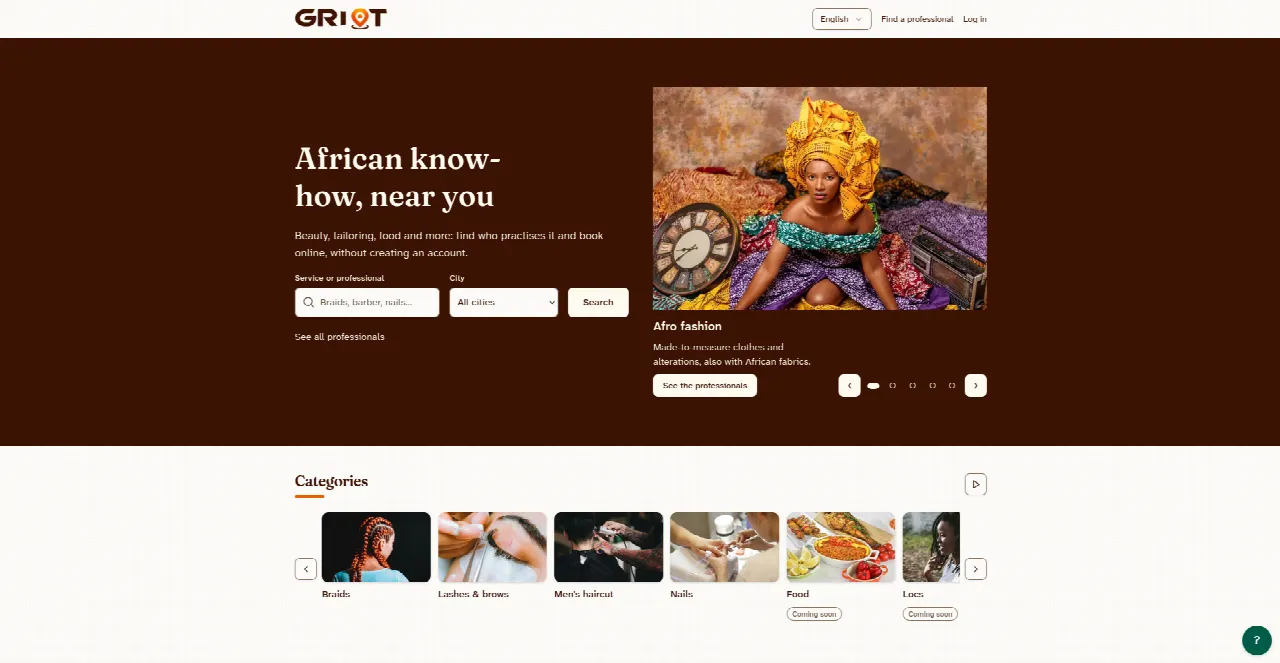 GRIOT
English
Find a professional
Log in
African know-
how, near you
Beauty, tailoring, food and more: find who practises it and book
online, without creating an account.
Service or professional
City
Braids, barber, nails...
All cities
Search
See all professionals
Afro fashion
Made-to-measure clothes and
alterations, also with African fabrics.
See the professionals
Categories
Braids
Lashes & brows
Men's haircut
Nails
Food
Locs
Coming soon
Coming soon
?